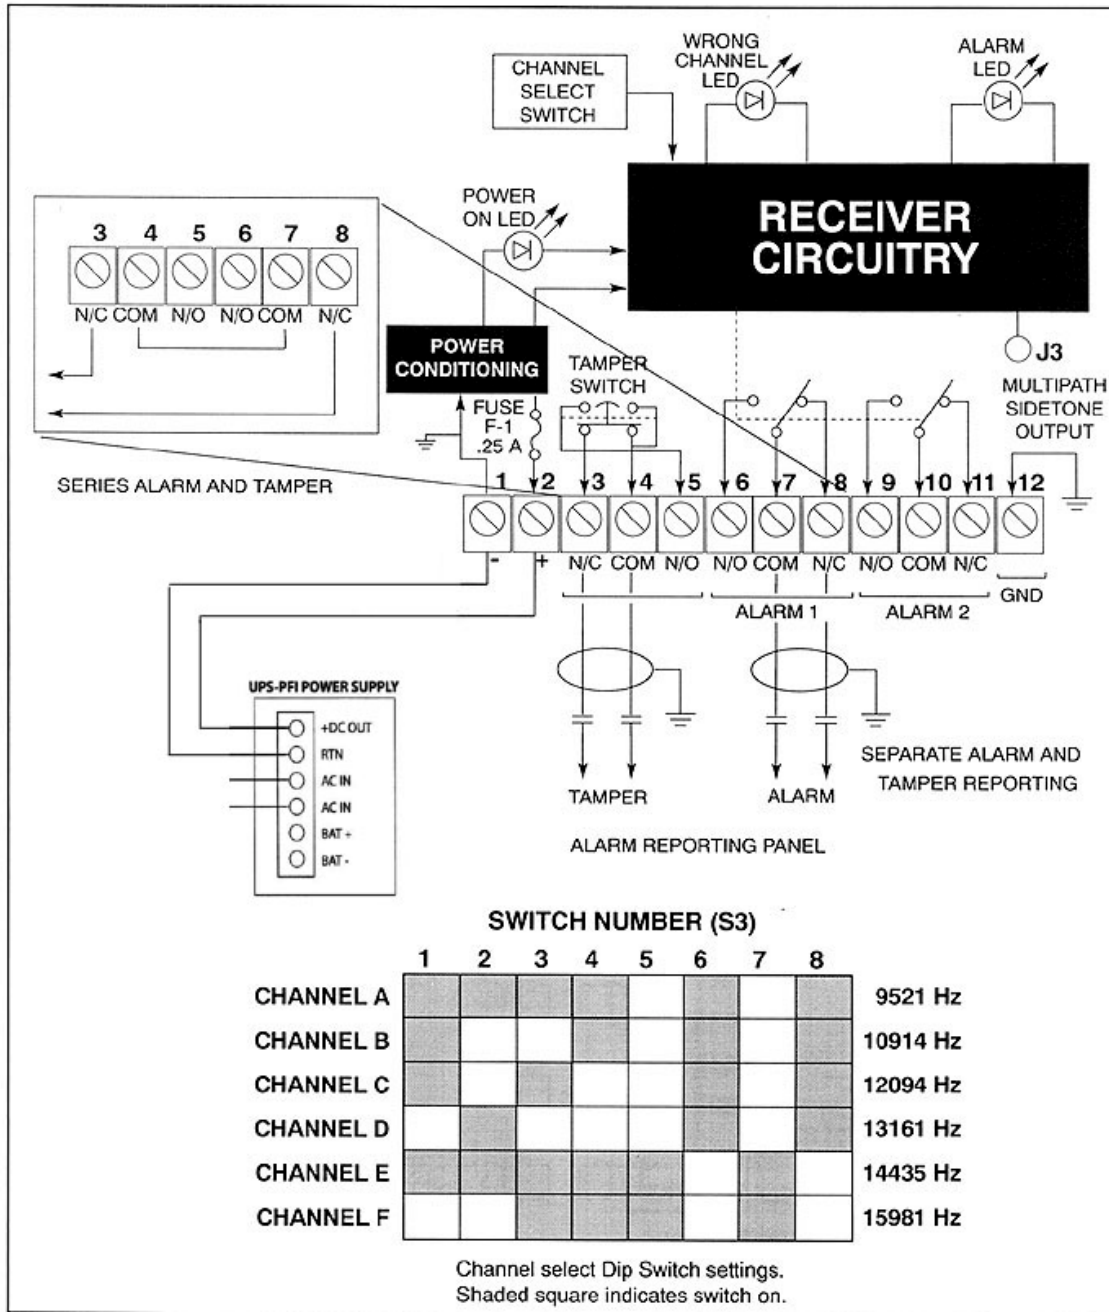 CHANNEL
SELECT
SWITCH
WRONG
CHANNEL
LED
ALARM
LED
POWER
ON LED
RECEIVER
CIRCUITRY
3 4 5 6 7 8
N/C COM N/O N/O COM N/C
POWER
CONDITIONING
TAMPER
SWITCH
J3
MULTIPATH
SIDETONE
OUTPUT
FUSE
F-1
.25 A
SERIES ALARM AND TAMPER
1 2 3 4 5 6 7 8 9 10 11 12
- + N/C COM N/O N/O COM N/C N/O COM N/C
GND
ALARM 1 ALARM 2
UPS-PFI POWER SUPPLY
+DC OUT
RTN
AC IN
AC IN
BAT +
BAT -
SEPARATE ALARM AND
TAMPER REPORTING
TAMPER ALARM
ALARM REPORTING PANEL
SWITCH NUMBER (S3)
1 2 3 4 5 6 7 8
CHANNEL A 9521 Hz
CHANNEL B 10914 Hz
CHANNEL C 12094 Hz
CHANNEL D 13161 Hz
CHANNEL E 14435 Hz
CHANNEL F 15981 Hz
Channel select Dip Switch settings.
Shaded square indicates switch on.